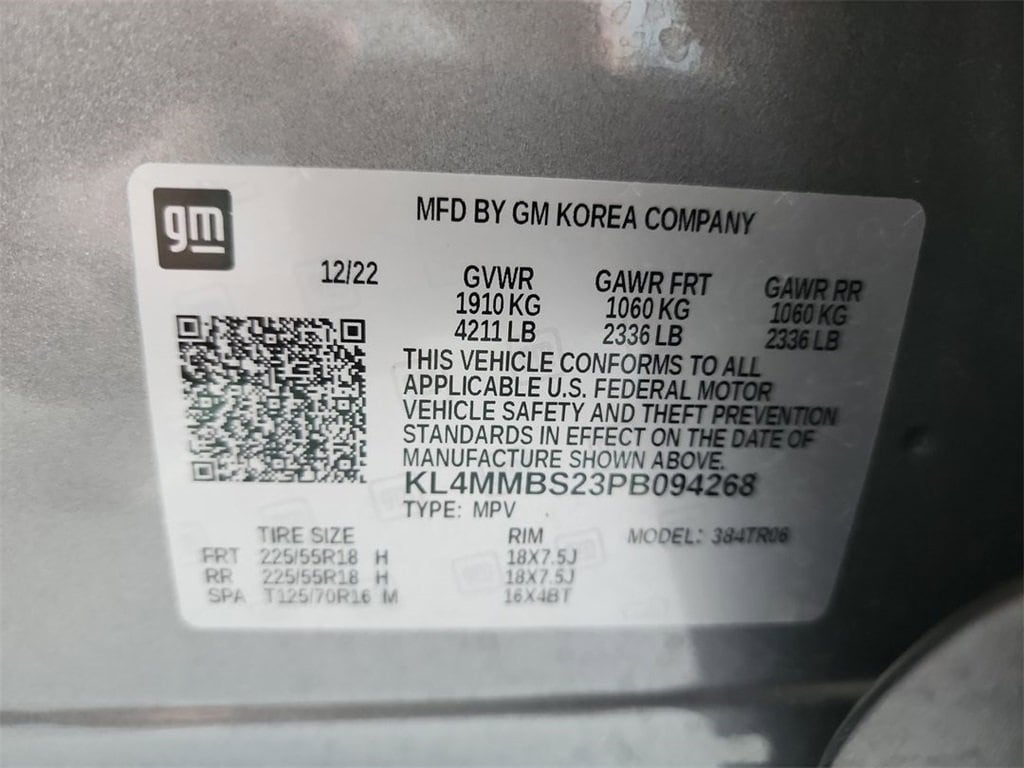 gm
MFD BY GM KOREA COMPANY
12/22
GVWR GAWR FRT GAWR RR
1910 KG 1060 KG 1060 KG
4211 LB 2336 LB 2336 LB
THIS VEHICLE CONFORMS TO ALL
APPLICABLE U.S. FEDERAL MOTOR
VEHICLE SAFETY AND THEFT PREVENTION
STANDARDS IN EFFECT ON THE DATE OF
MANUFACTURE SHOWN ABOVE.
KL4MMBS23PB094268
TYPE: MPV
TIRE SIZE RIM MODEL: 384TR06
FRT 225/55R18 H 18X7.5J
RR 225/55R18 H 18X7.5J
SPA T125/70R16 M 16X4BT